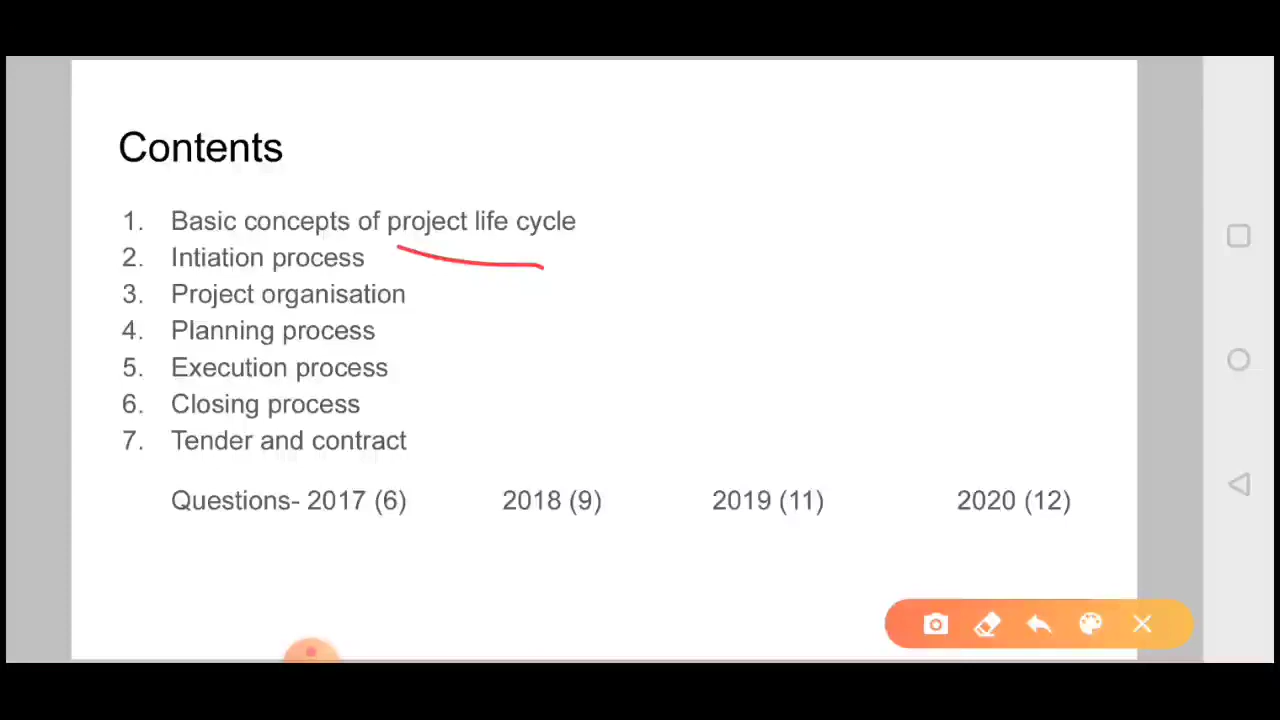 Contents
1. Basic concepts of project life cycle
2. Intiation process
3. Project organisation
4. Planning process
5. Execution process
6. Closing process
7. Tender and contract
Questions- 2017 (6) 2018 (9) 2019 (11) 2020 (12)